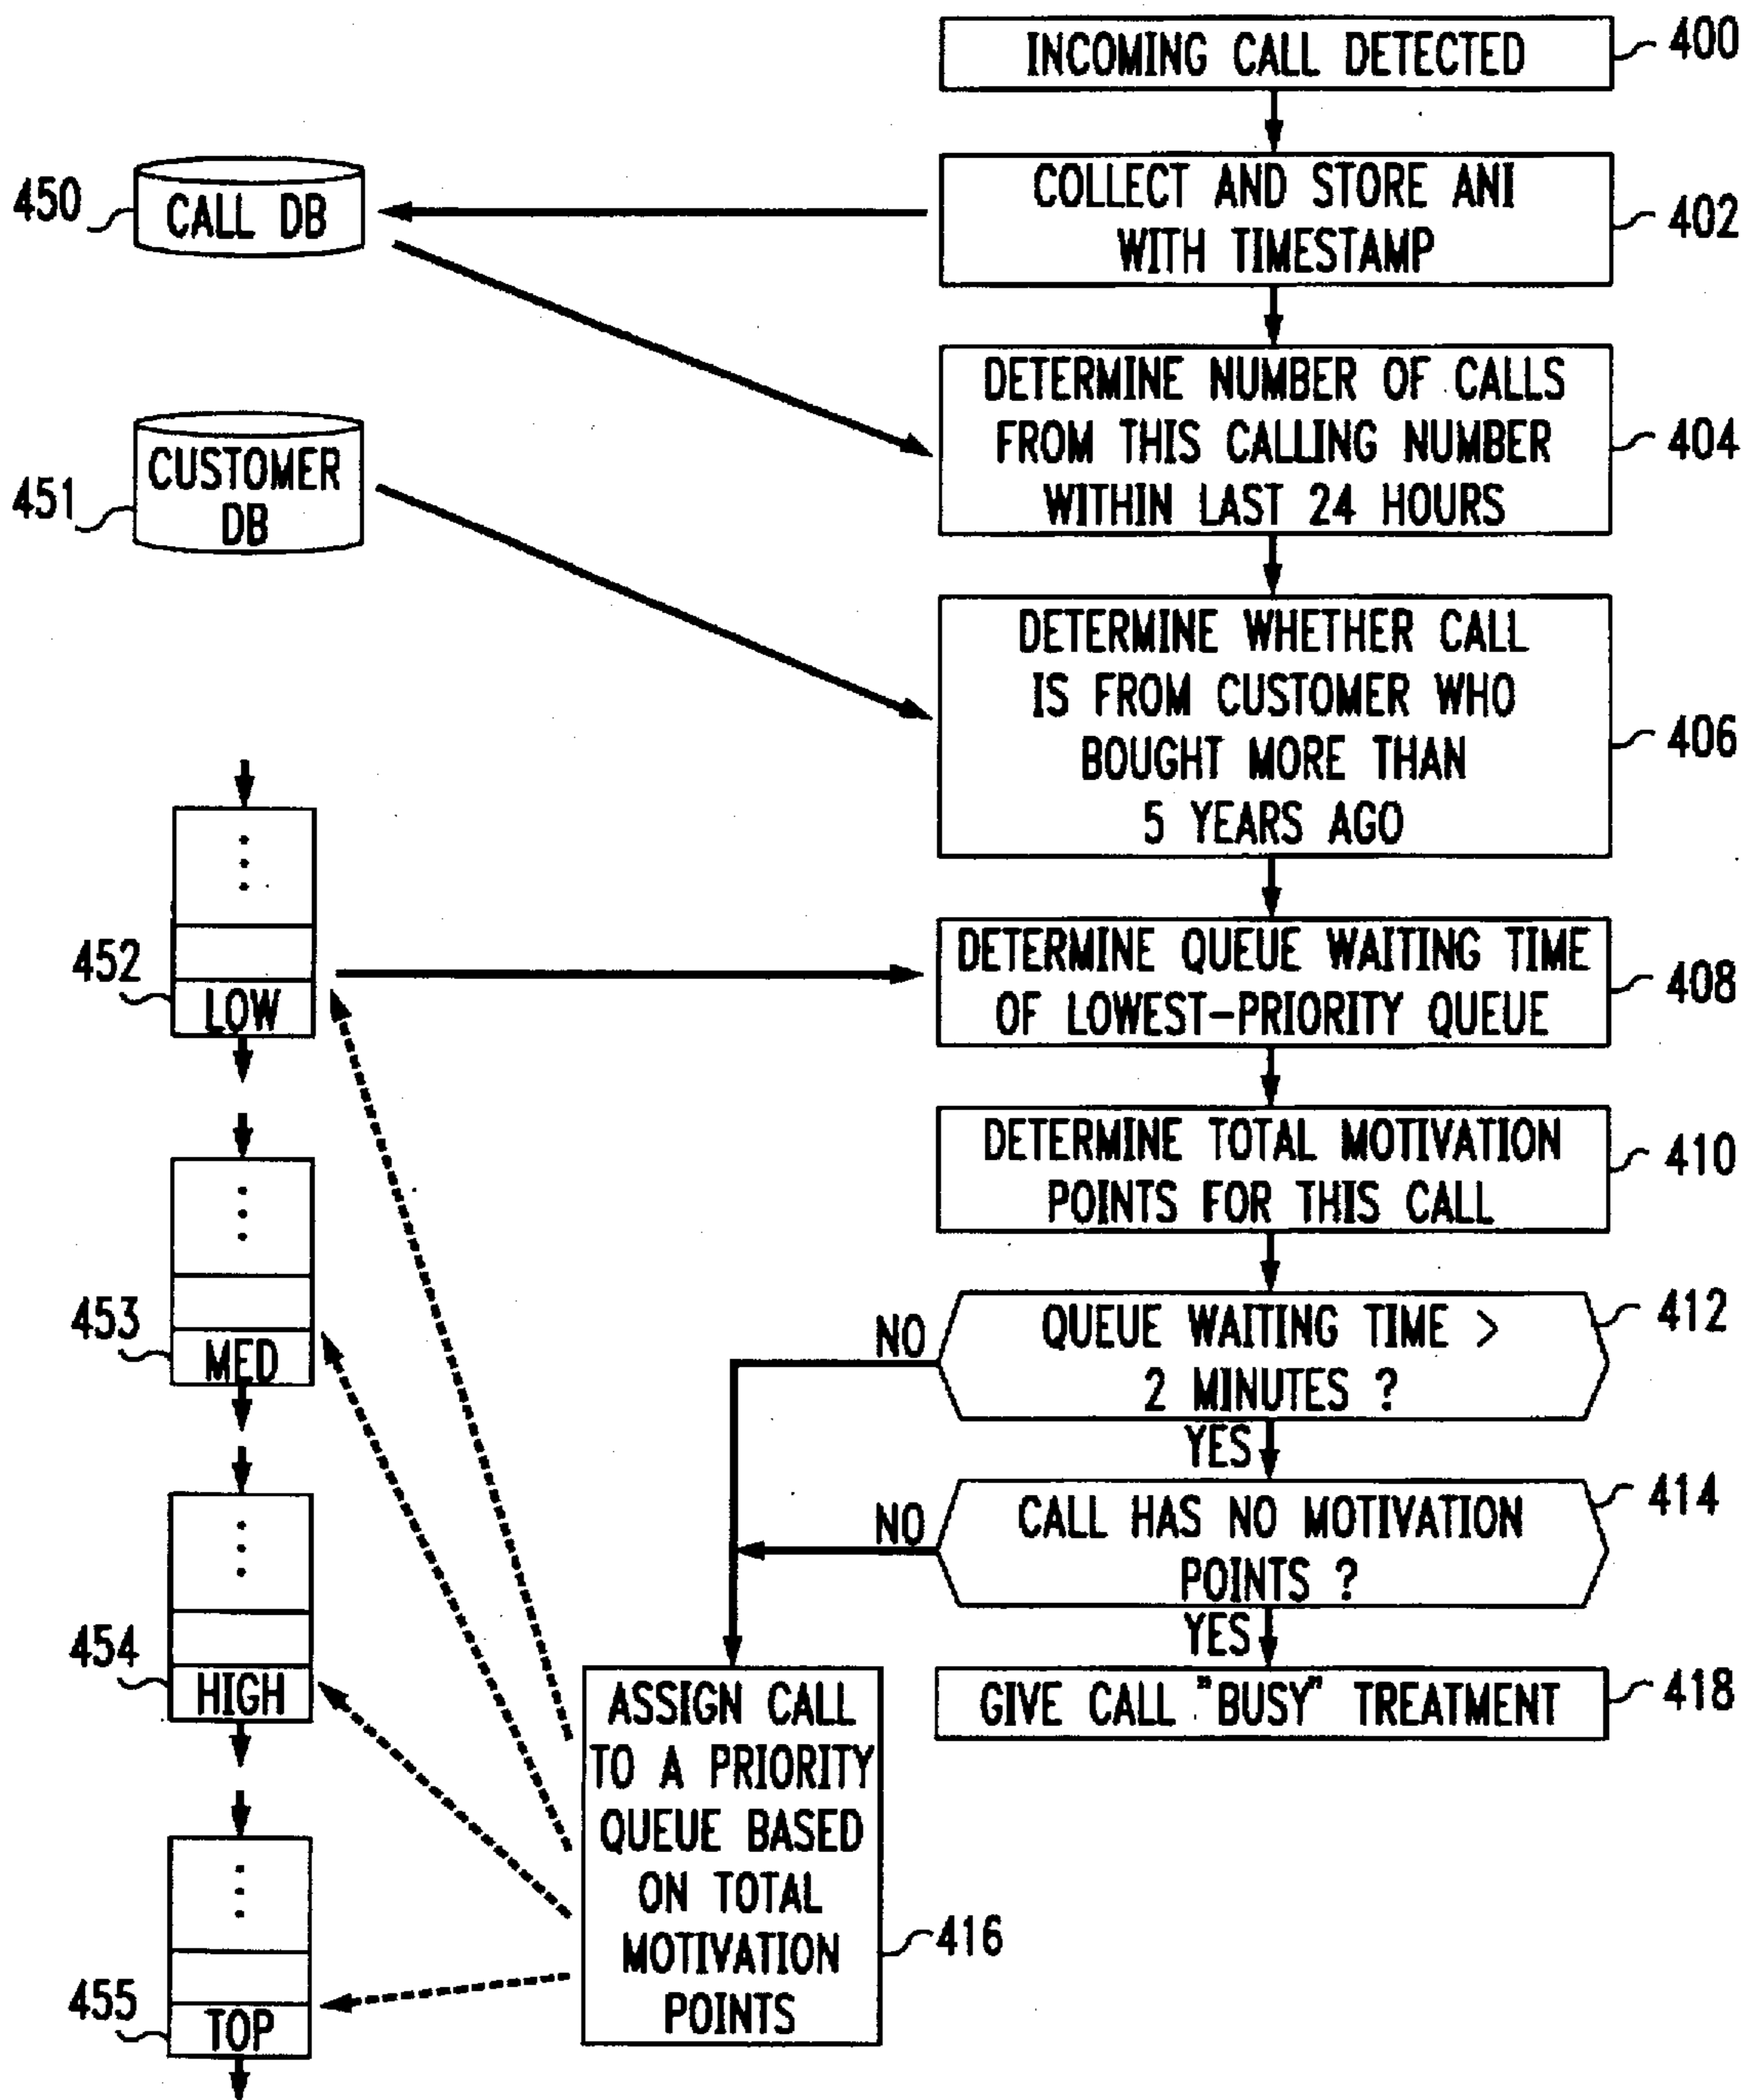 INCOMING CALL DETECTED
400
COLLECT AND STORE ANI
WITH TIMESTAMP
402
450
CALL DB
DETERMINE NUMBER OF CALLS
FROM THIS CALLING NUMBER
WITHIN LAST 24 HOURS
404
451
CUSTOMER
DB
DETERMINE WHETHER CALL
IS FROM CUSTOMER WHO
BOUGHT MORE THAN
5 YEARS AGO
406
452
LOW
DETERMINE QUEUE WAITING TIME
OF LOWEST-PRIORITY QUEUE
408
DETERMINE TOTAL MOTIVATION
POINTS FOR THIS CALL
410
453
MED
QUEUE WAITING TIME >
2 MINUTES ?
412
NO
YES
CALL HAS NO MOTIVATION
POINTS ?
414
NO
YES
454
HIGH
GIVE CALL "BUSY" TREATMENT
418
ASSIGN CALL
TO A PRIORITY
QUEUE BASED
ON TOTAL
MOTIVATION
POINTS
416
455
TOP